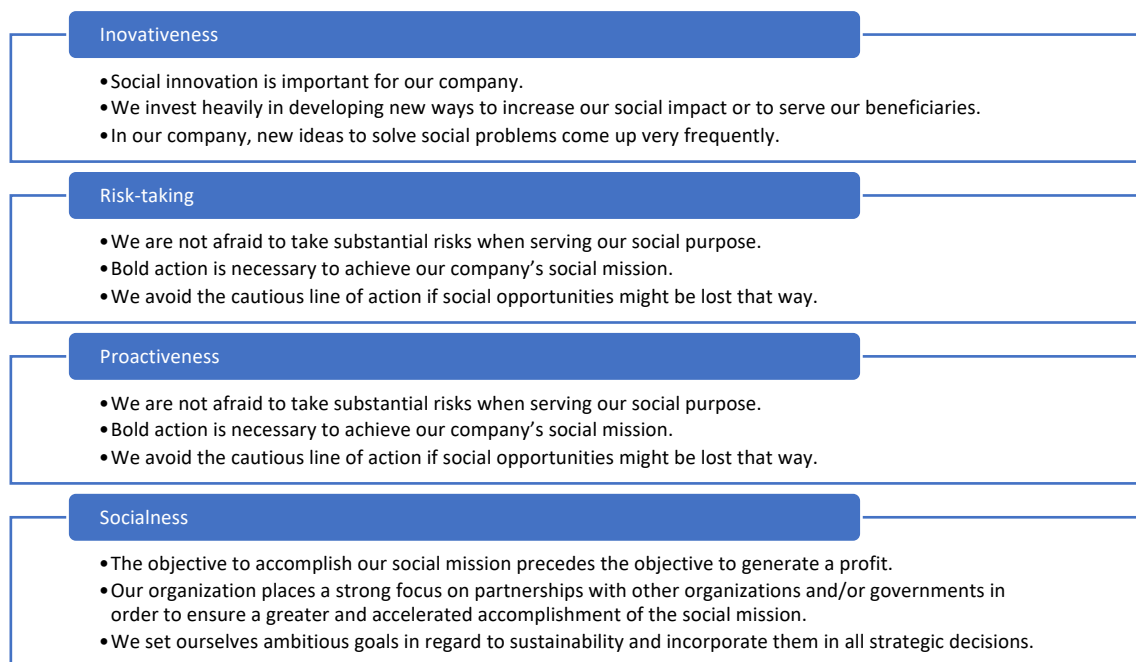 Inovativeness
•Social innovation is important for our company.
•We invest heavily in developing new ways to increase our social impact or to serve our beneficiaries.
•In our company, new ideas to solve social problems come up very frequently.
Risk-taking
•We are not afraid to take substantial risks when serving our social purpose.
•Bold action is necessary to achieve our company’s social mission.
•We avoid the cautious line of action if social opportunities might be lost that way.
Proactiveness
•We are not afraid to take substantial risks when serving our social purpose.
•Bold action is necessary to achieve our company’s social mission.
•We avoid the cautious line of action if social opportunities might be lost that way.
Socialness
•The objective to accomplish our social mission precedes the objective to generate a profit.
•Our organization places a strong focus on partnerships with other organizations and/or governments in
order to ensure a greater and accelerated accomplishment of the social mission.
•We set ourselves ambitious goals in regard to sustainability and incorporate them in all strategic decisions.